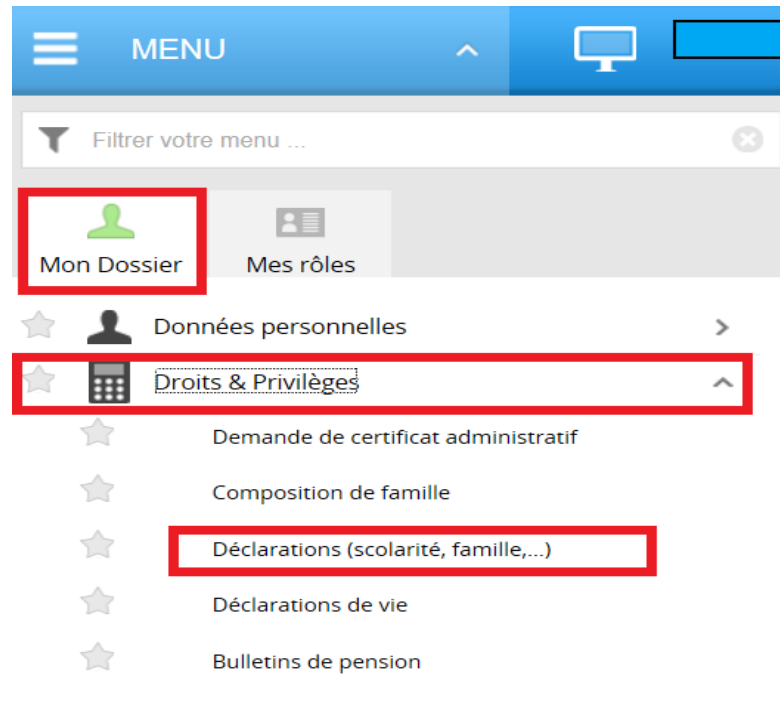 MENU
Filtrer votre menu ...
Mon Dossier
Mes rôles
Données personnelles
Droits & Privilèges
Demande de certificat administratif
Composition de famille
Déclarations (scolarité, famille,...)
Déclarations de vie
Bulletins de pension